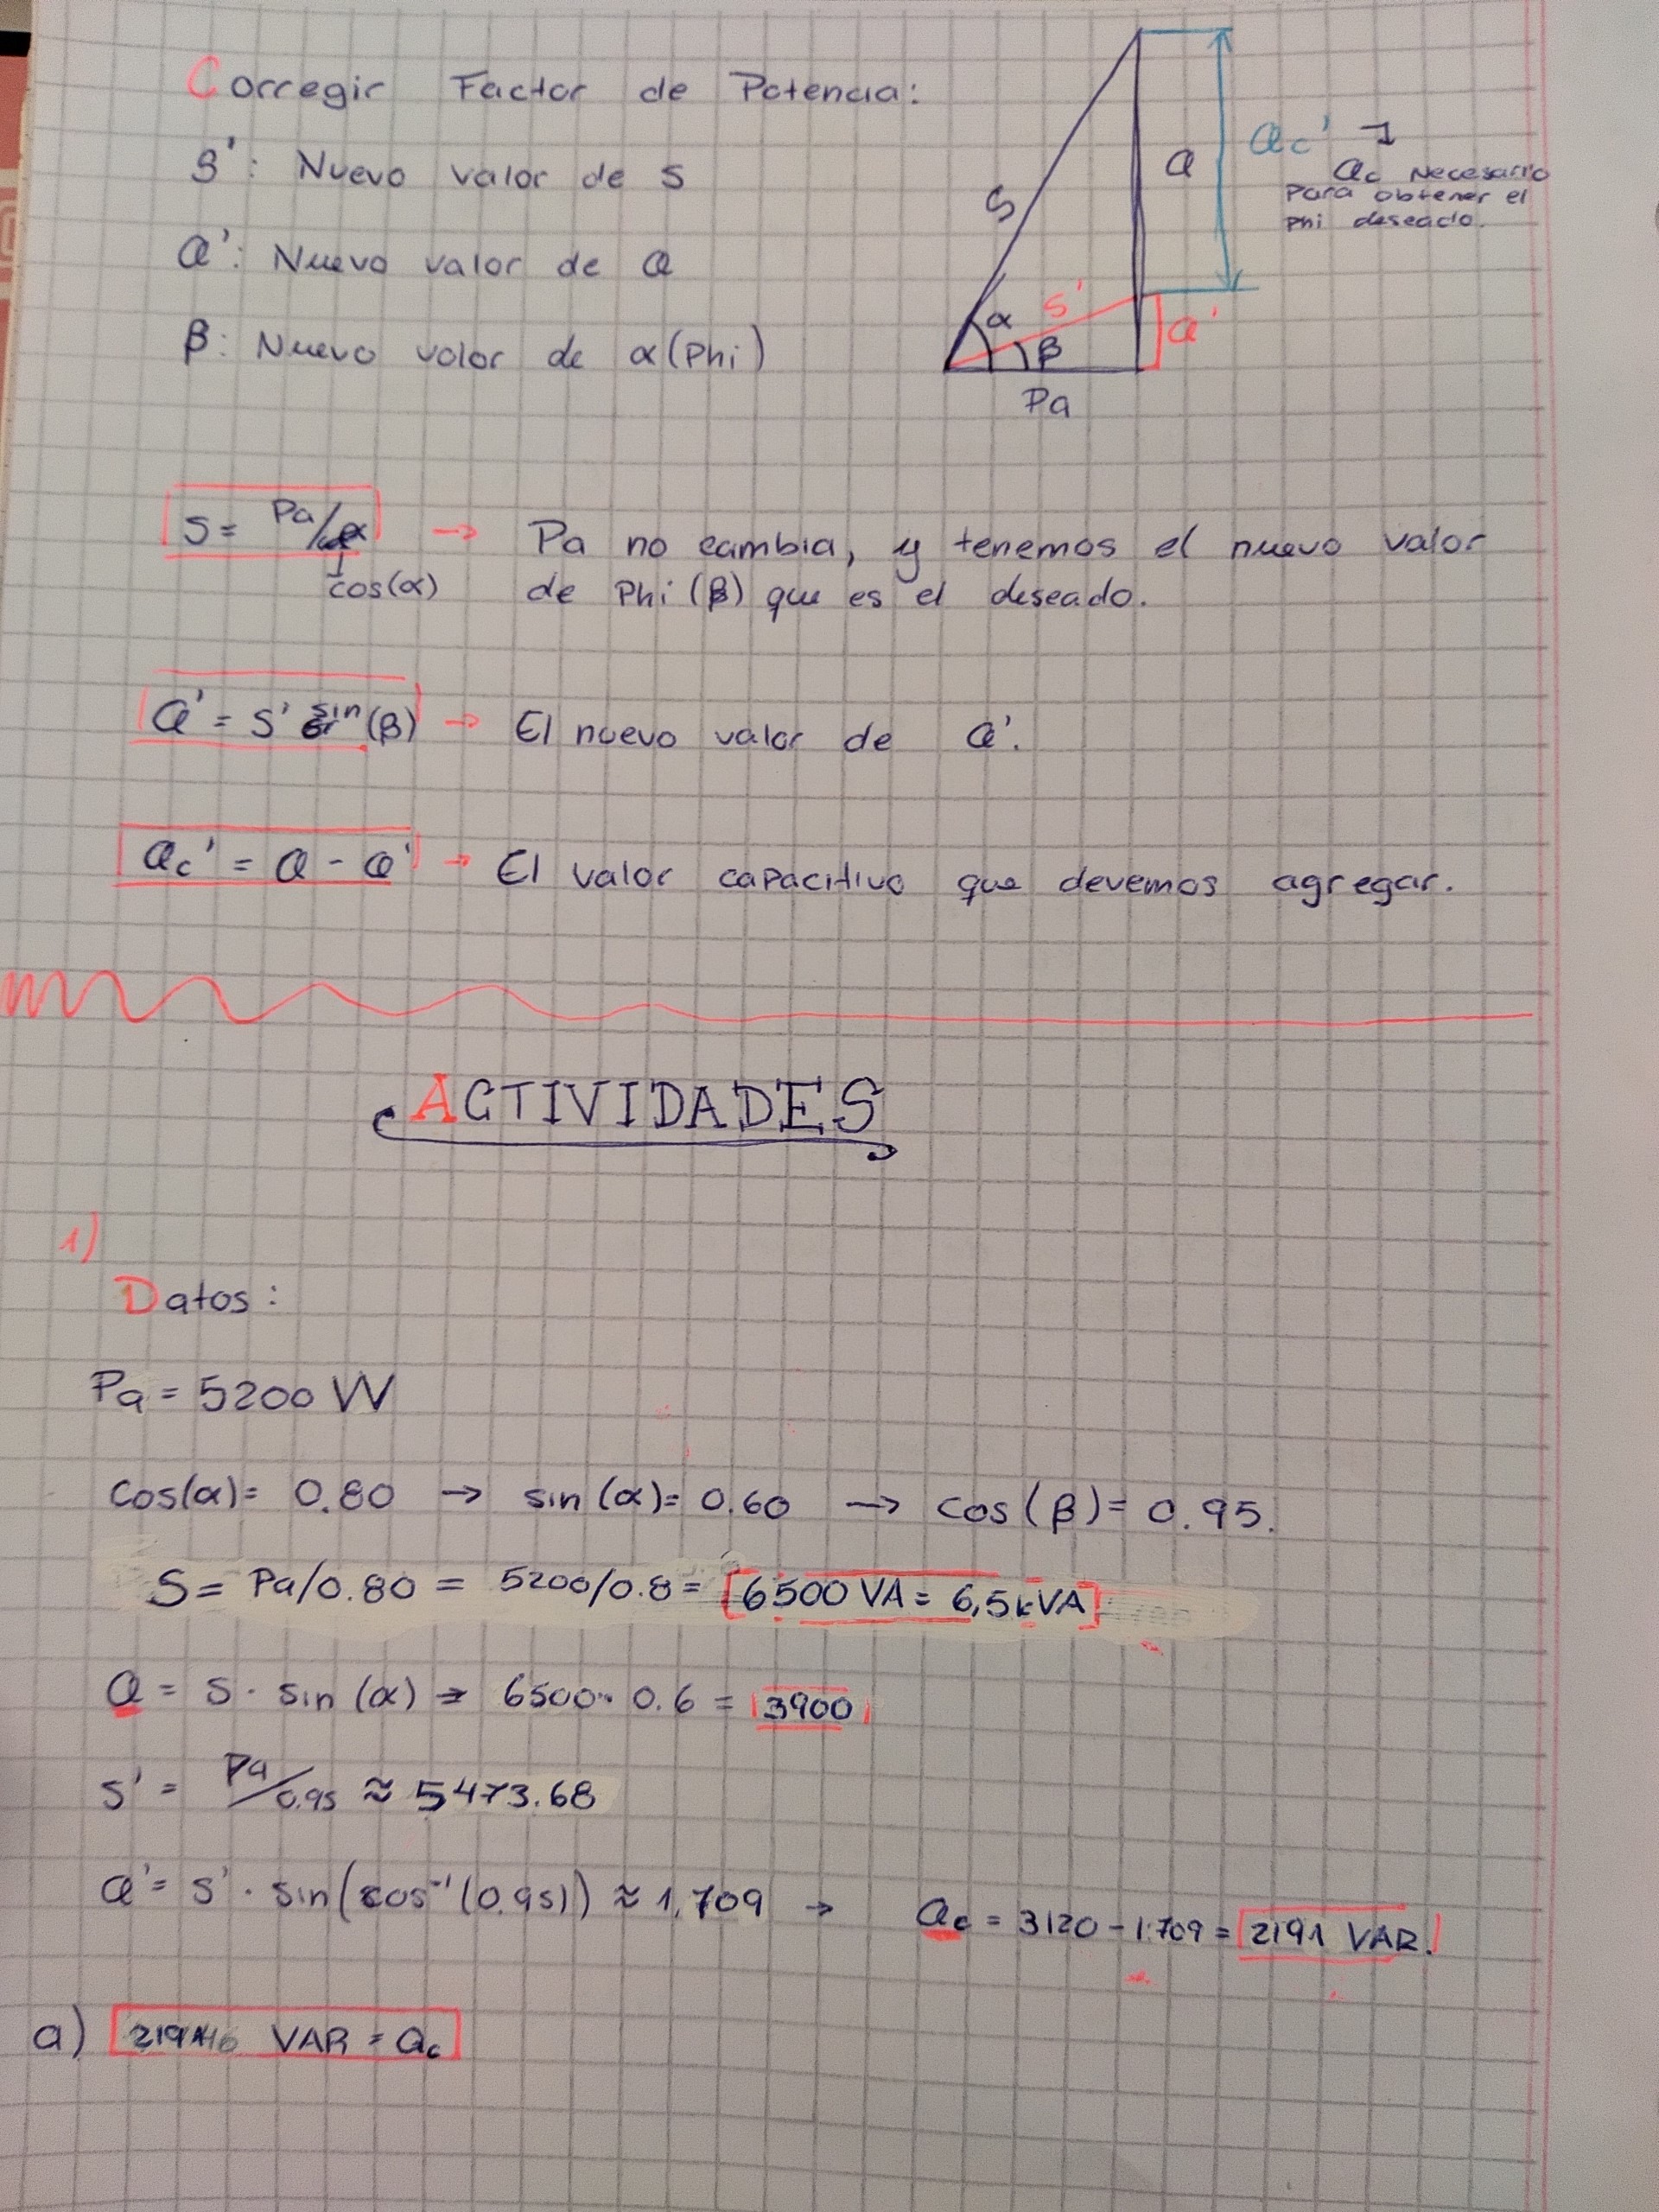 Corregir Factor de Potencia:
S': Nuevo valor de S
Q': Nuevo valor de Q
β: Nuevo valor de α(Phi)
S
Q
Qc'
Qc Necesario
para obtener el
phi deseado.
α
S'
β
Q'
Pa
S = Pa/α → Pa no cambia, y tenemos el nuevo valor
cos(α) de Phi (β) que es el deseado.
Q' = S' sin(β) → El nuevo valor de Q'.
Qc' = Q - Q' → El valor capacitivo que devemos agregar.
ACTIVIDADES
1)
Datos:
Pa = 5200 W
Cos(α)= 0.80 → sin(α)= 0.60 → cos(β)= 0.95.
S = Pa/0.80 = 5200/0.8 = 6500 VA = 6,5kVA
Q = S · sin(α) = 6500 · 0.6 = 3900
S' = Pa/0.95 ≈ 5473.68
Q' = S' · sin(cos⁻¹(0.95)) ≈ 1,709 → Qc = 3120 - 1.709 = 2191 VAR.
a) VAR = Qc